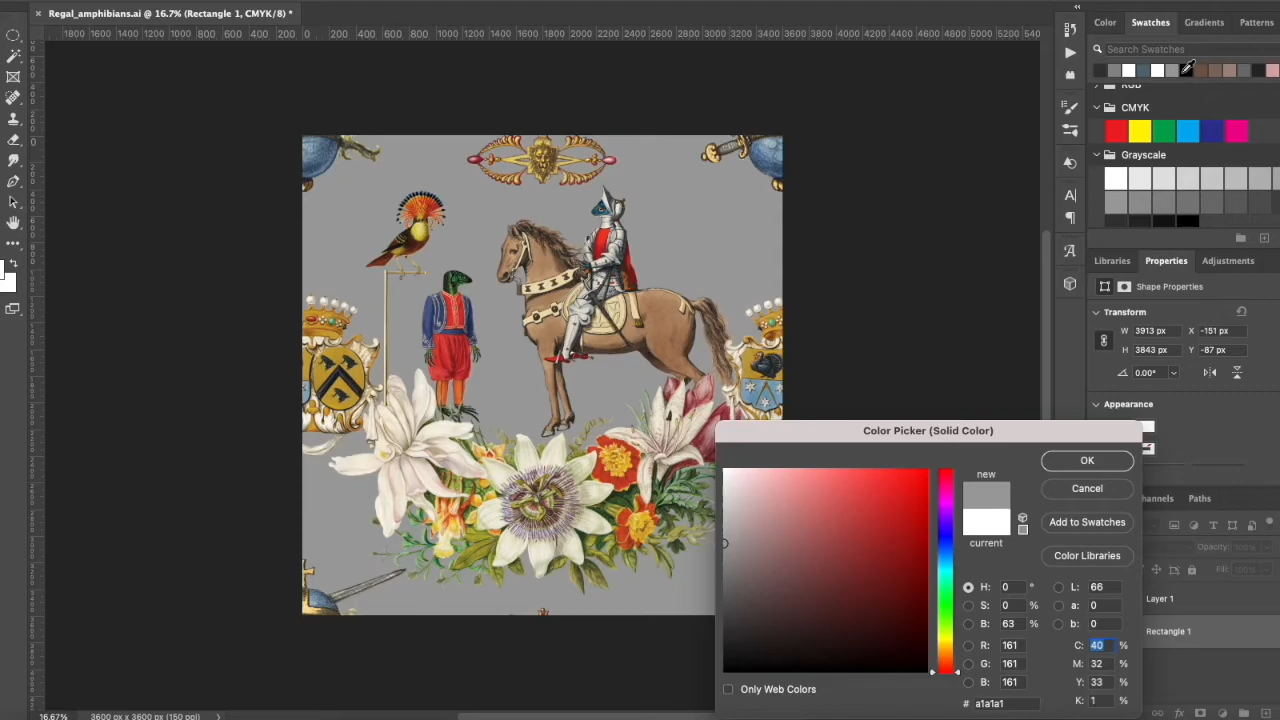 Regal_amphibians.ai @ 16.7% (Rectangle 1, CMYK/8) *
1800 1600 1400 1200 1000 800 600 400 200 0 200 400 600 800 1000 1200 1400 1600 1800 2000 2200 2400 2600 2800 3000 3200 3400 3600 3800 4000 4200 4400 4600 4800 5000 5200 540
Color Swatches Gradients Patterns
Search Swatches
RGB
CMYK
Grayscale
Libraries Properties Adjustments
Shape Properties
Transform
W 3913 px X -151 px
H 3843 px Y -87 px
0.00°
Appearance
Color Picker (Solid Color)
new
current
OK
Cancel
Add to Swatches
Color Libraries
H: 0 °
S: 0 %
B: 63 %
R: 161
G: 161
B: 161
# a1a1a1
L: 66
a: 0
b: 0
C: 40 %
M: 32 %
Y: 33 %
K: 1 %
Only Web Colors
hannels Paths
Opacity: 100%
Fill: 100%
Layer 1
Rectangle 1
16.67% 3600 px x 3600 px (150 ppi)